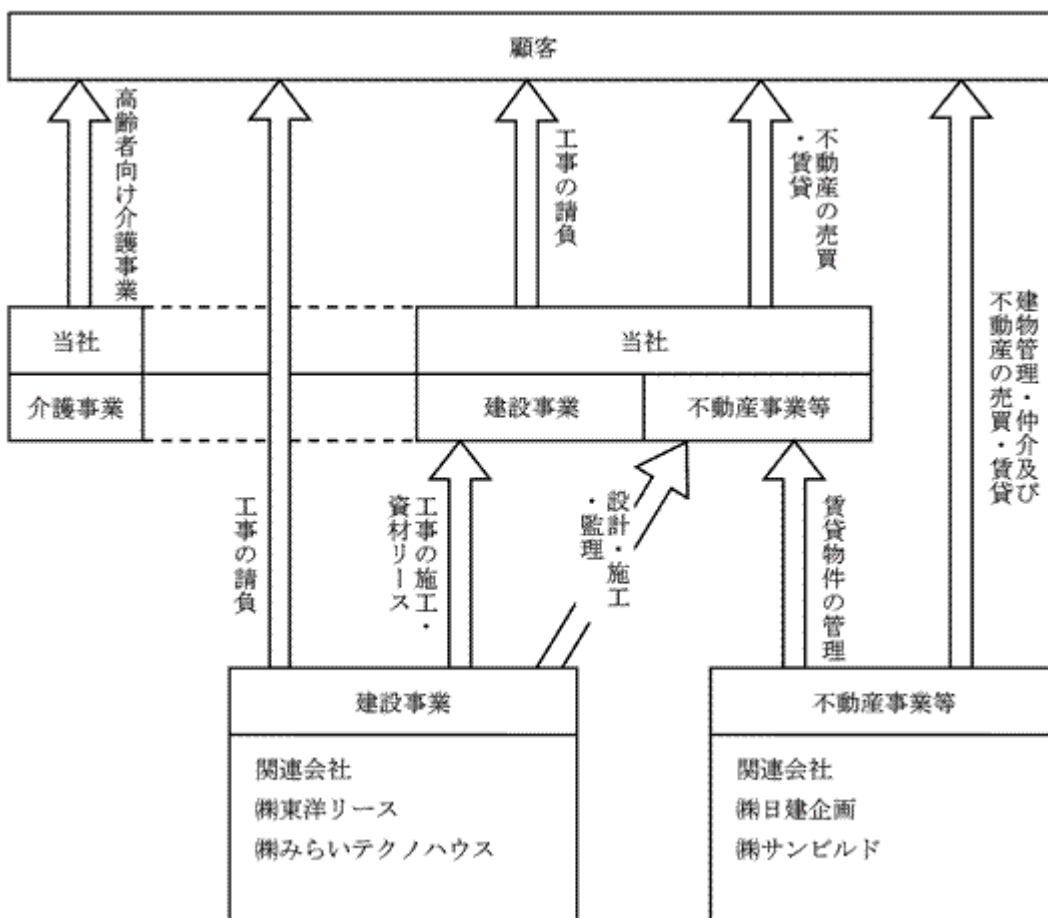 顧客
高齢者向け介護事業
工事の請負
不動産の売買
・賃貸
当社
当社
介護事業
建設事業
不動産事業等
建物管理・仲介及び
不動産の売買・賃貸
工事の請負
工事の施工・
資材リース
設計・施工
・監理
賃貸物件の管理
建設事業
不動産事業等
関連会社
㈱東洋リース
㈱みらいテクノハウス
関連会社
㈱日建企画
㈱サンビルド